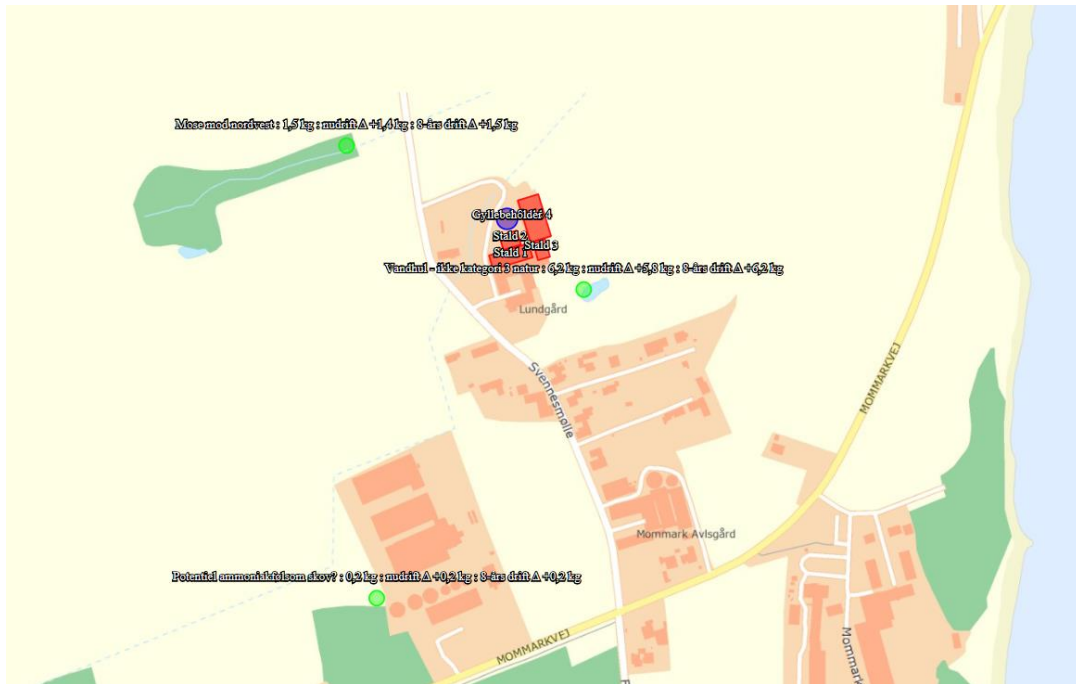 Mose mod nordvest : 1,5 kg : nudrift Δ +1,4 kg : 8-års drift Δ +1,5 kg
Gyllebeholder 4
Stald 2
Stald 3
Stald 1
Vandhul - ikke kategori 3 natur : 6,2 kg : nudrift Δ +5,8 kg : 8-års drift Δ +6,2 kg
Lundgård
Svennesmølle
MOMMARKVEJ
Mommark Avlsgård
Potentiel ammoniakfølsom skov? : 0,2 kg : nudrift Δ +0,2 kg : 8-års drift Δ +0,2 kg
MOMMARKVEJ
Mommark